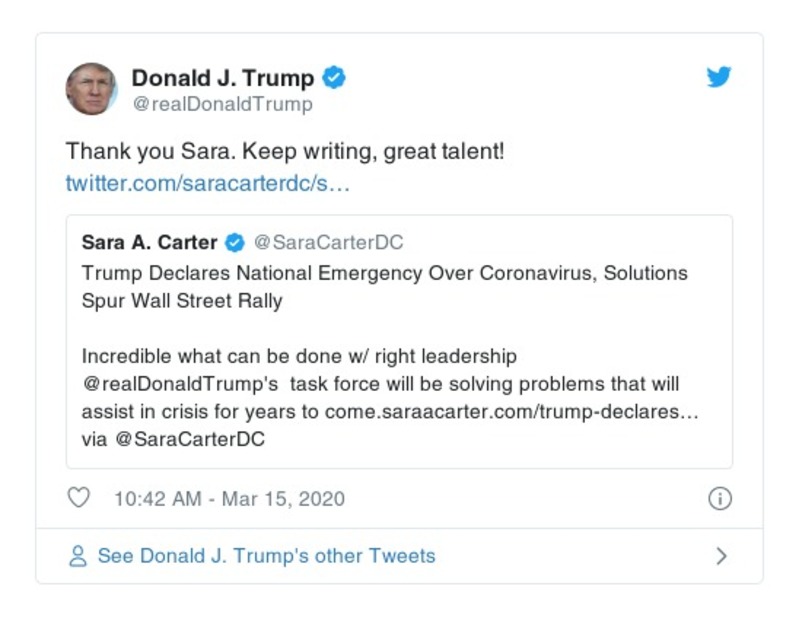 Donald J. Trump
@realDonaldTrump
Thank you Sara. Keep writing, great talent!
twitter.com/saracarterdc/s…
Sara A. Carter @SaraCarterDC
Trump Declares National Emergency Over Coronavirus, Solutions
Spur Wall Street Rally
Incredible what can be done w/ right leadership
@realDonaldTrump's  task force will be solving problems that will
assist in crisis for years to come.saraacarter.com/trump-declares…
via @SaraCarterDC
10:42 AM - Mar 15, 2020
See Donald J. Trump's other Tweets